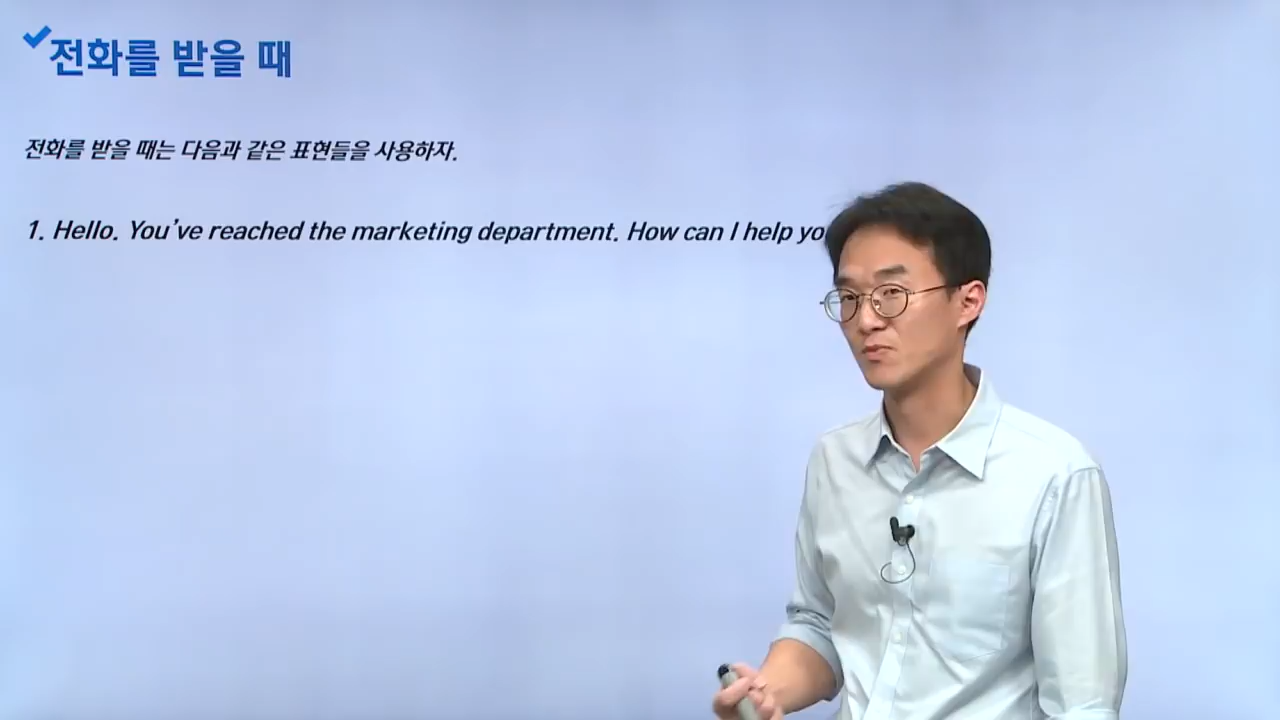 전화를 받을 때
전화를 받을 때는 다음과 같은 표현들을 사용하자.
1. Hello. You've reached the marketing department. How can I help yo